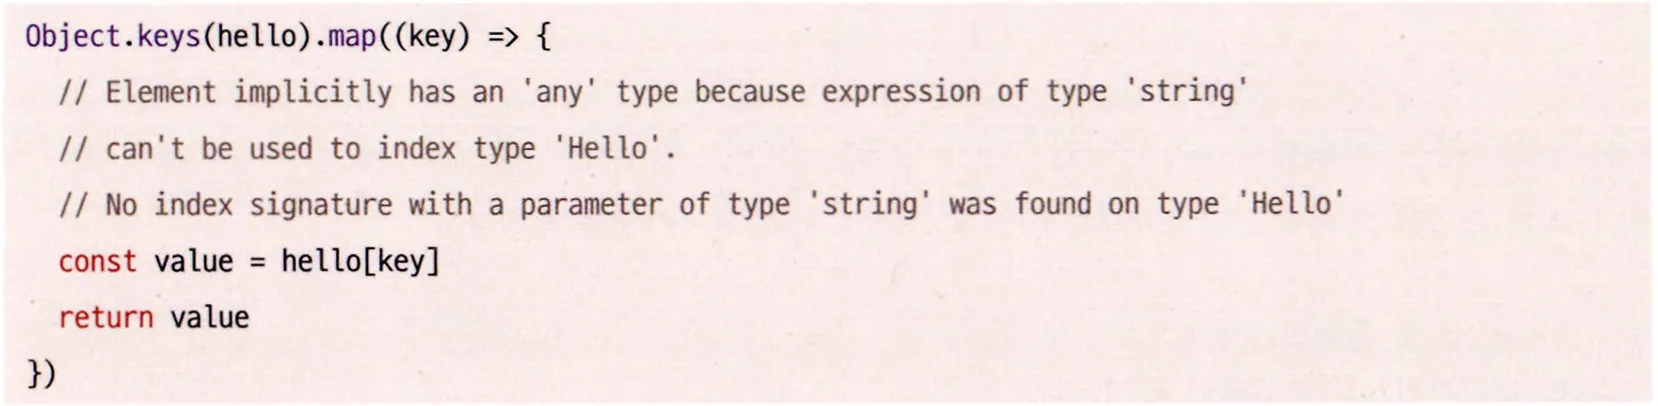 Object.keys(hello).map((key) => {
  // Element implicitly has an 'any' type because expression of type 'string'
  // can't be used to index type 'Hello'.
  // No index signature with a parameter of type 'string' was found on type 'Hello'
  const value = hello[key]
  return value
})